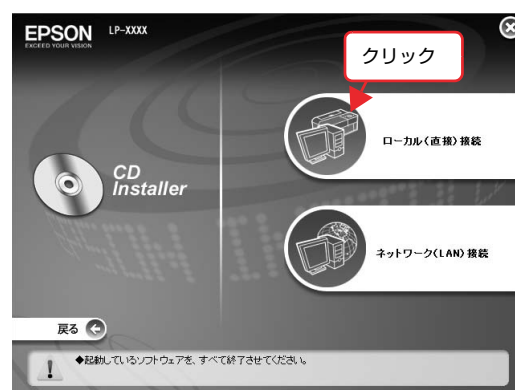 EPSON
EXCEED YOUR VISION
LP-XXXX
クリック
ローカル(直接)接続
CD
Installer
ネットワーク(LAN)接続
戻る
◆起動しているソフトウェアを、すべて終了させてください。